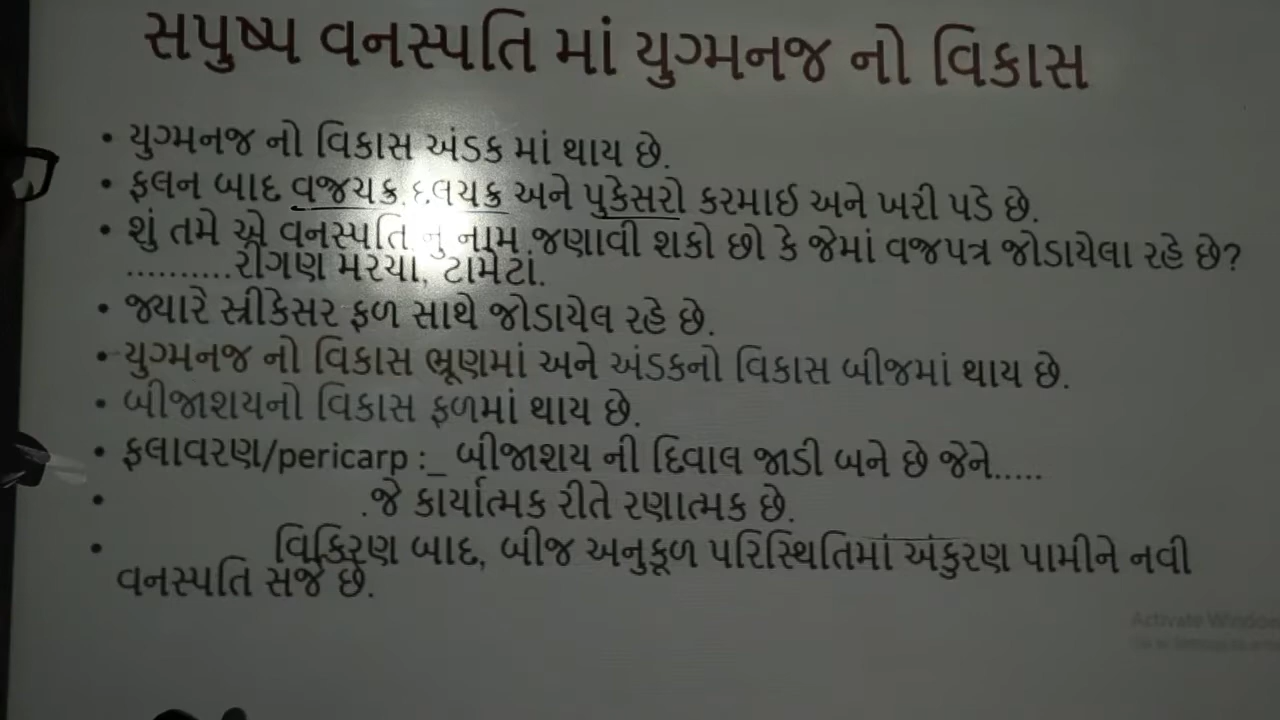 સપુષ્પ વનસ્પતિ માં યુગ્મનજ નો વિકાસ
• યુગ્મનજ નો વિકાસ અંડક માં થાય છે.
• ફલન બાદ વજચક્ર, દલચક્ર અને પુંકેસરો કરમાઈ અને ખરી પડે છે.
• શું તમે એ વનસ્પતિ નું નામ જણાવી શકો છો કે જેમાં વજપત્ર જોડાયેલા રહે છે?
..........રીંગણ મરચા, ટામેટાં.
• જ્યારે સ્ત્રીકેસર ફળ સાથે જોડાયેલ રહે છે.
• યુગ્મનજ નો વિકાસ ભ્રૂણમાં અને અંડકનો વિકાસ બીજમાં થાય છે.
• બીજાશયનો વિકાસ ફળમાં થાય છે.
• ફલાવરણ/pericarp :_ બીજાશય ની દિવાલ જાડી બને છે જેને.....
• .જે કાર્યાત્મક રીતે રણાત્મક છે.
• વિકિરણ બાદ, બીજ અનુકૂળ પરિસ્થિતિમાં અંકુરણ પામીને નવી
વનસ્પતિ સર્જે છે.
Activate Windows